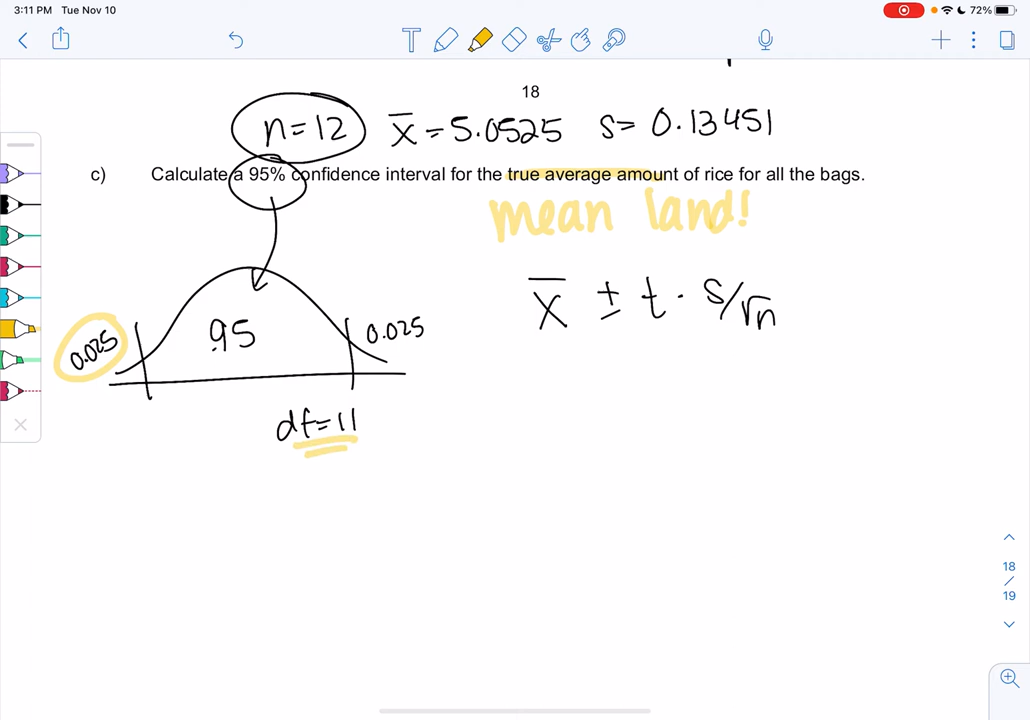 3:11 PM Tue Nov 10
72%
T
18
n=12 x̄=5.0525 s=0.13451
c) Calculate a 95% confidence interval for the true average amount of rice for all the bags.
mean land!
x̄ ± t · s/√n
0.025 .95 0.025
df=11
18
/
19